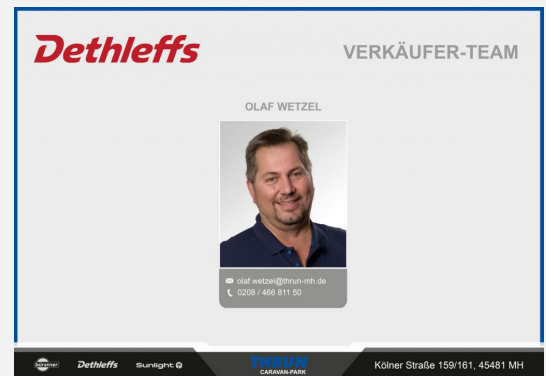 Dethleffs
VERKÄUFER-TEAM
OLAF WETZEL
olaf.wetzel@thrun-mh.de
0208 / 466 811 50
bürstner
Dethleffs
Sunlight
THRUN
CARAVAN-PARK
Kölner Straße 159/161, 45481 MH